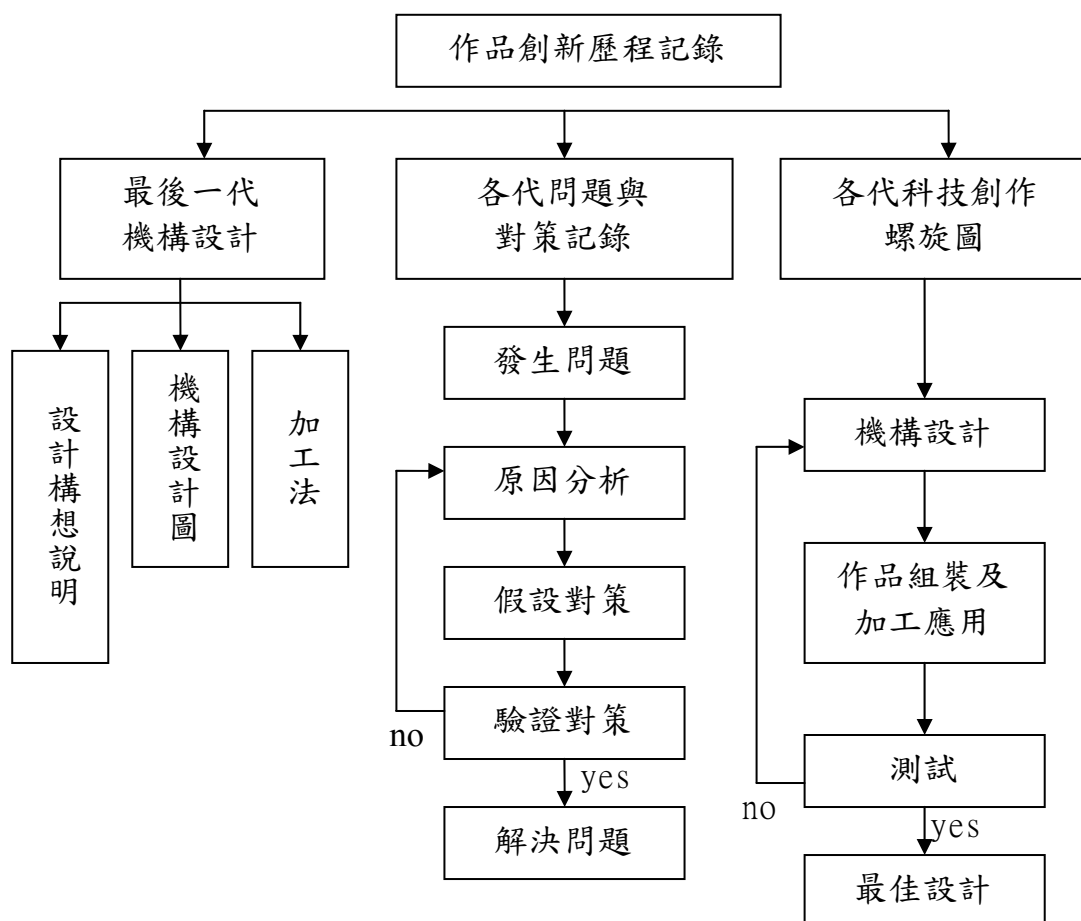 作品創新歷程記錄
最後一代
機構設計
各代問題與
對策記錄
各代科技創作
螺旋圖
設計構想說明
機構設計圖
加工法
發生問題
原因分析
假設對策
驗證對策
no
yes
解決問題
機構設計
作品組裝及
加工應用
測試
no
yes
最佳設計